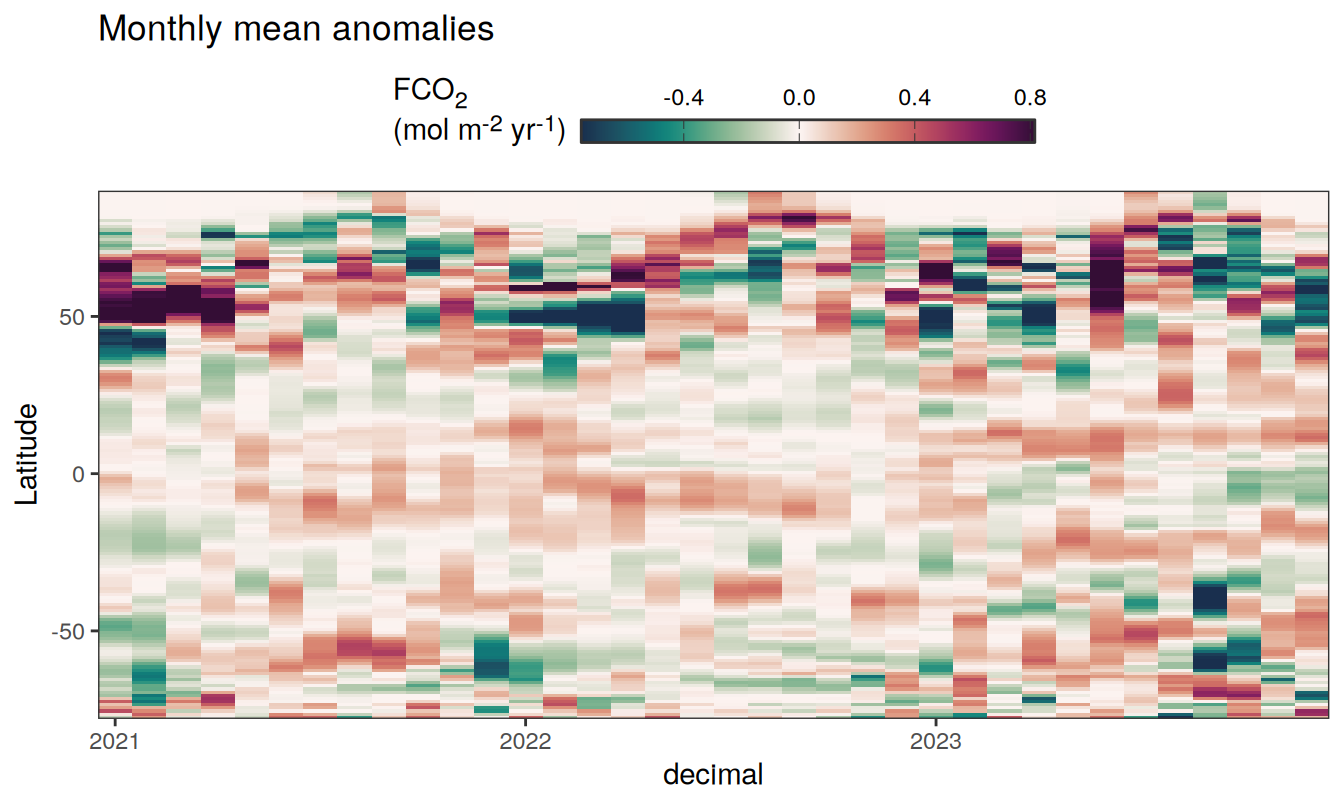 Monthly mean anomalies
FCO₂
(mol m⁻² yr⁻¹)
-0.4 0.0 0.4 0.8
Latitude
50
0
-50
2021 2022 2023
decimal